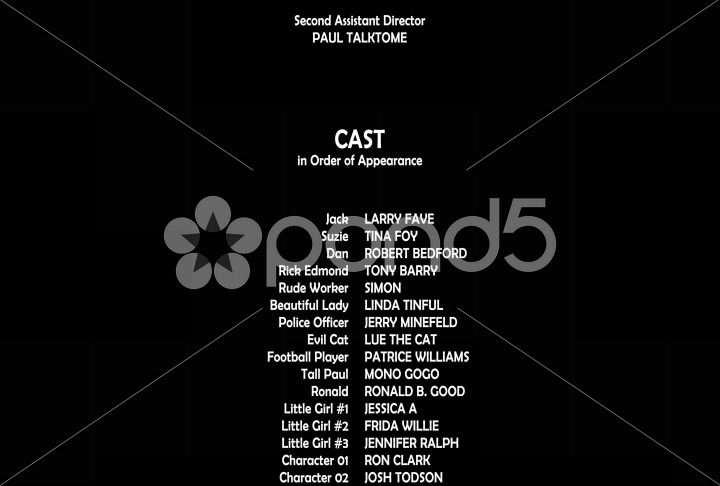 Second Assistant Director
PAUL TALKTOME
CAST
in Order of Appearance
Jack LARRY FAVE
Suzie TINA FOY
Dan ROBERT BEDFORD
Rick Edmond TONY BARRY
Rude Worker SIMON
Beautiful Lady LINDA TINFUL
Police Officer JERRY MINEFELD
Evil Cat LUE THE CAT
Football Player PATRICE WILLIAMS
Tall Paul MONO GOGO
Ronald RONALD B. GOOD
Little Girl #1 JESSICA A
Little Girl #2 FRIDA WILLIE
Little Girl #3 JENNIFER RALPH
Character 01 RON CLARK
Character 02 JOSH TODSON
pond5